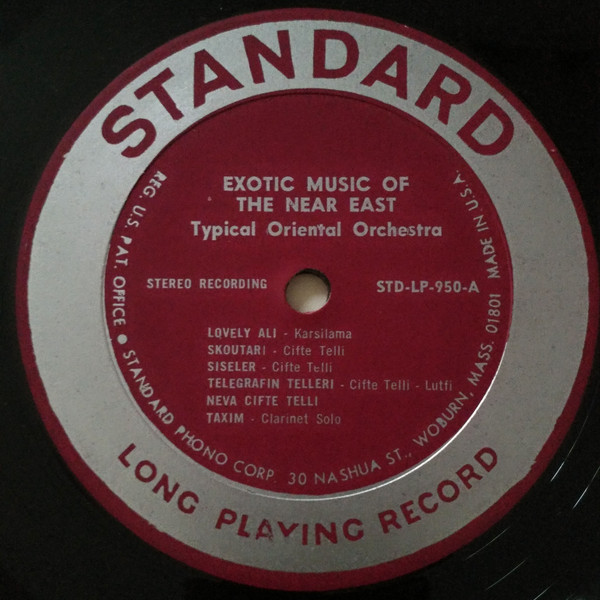 STANDARD
EXOTIC MUSIC OF
THE NEAR EAST
Typical Oriental Orchestra
STEREO RECORDING
STD-LP-950-A
LOVELY ALI - Karsilama
SKOUTARI - Cifte Telli
SISELER - Cifte Telli
TELEGRAFIN TELLERI - Cifte Telli - Lutfi
NEVA CIFTE TELLI
TAXIM - Clarinet Solo
REG. U.S. PAT. OFFICE ● STANDARD PHONO CORP. 30 NASHUA ST., WOBURN, MASS. 01801 MADE IN U.S.A.
LONG PLAYING RECORD